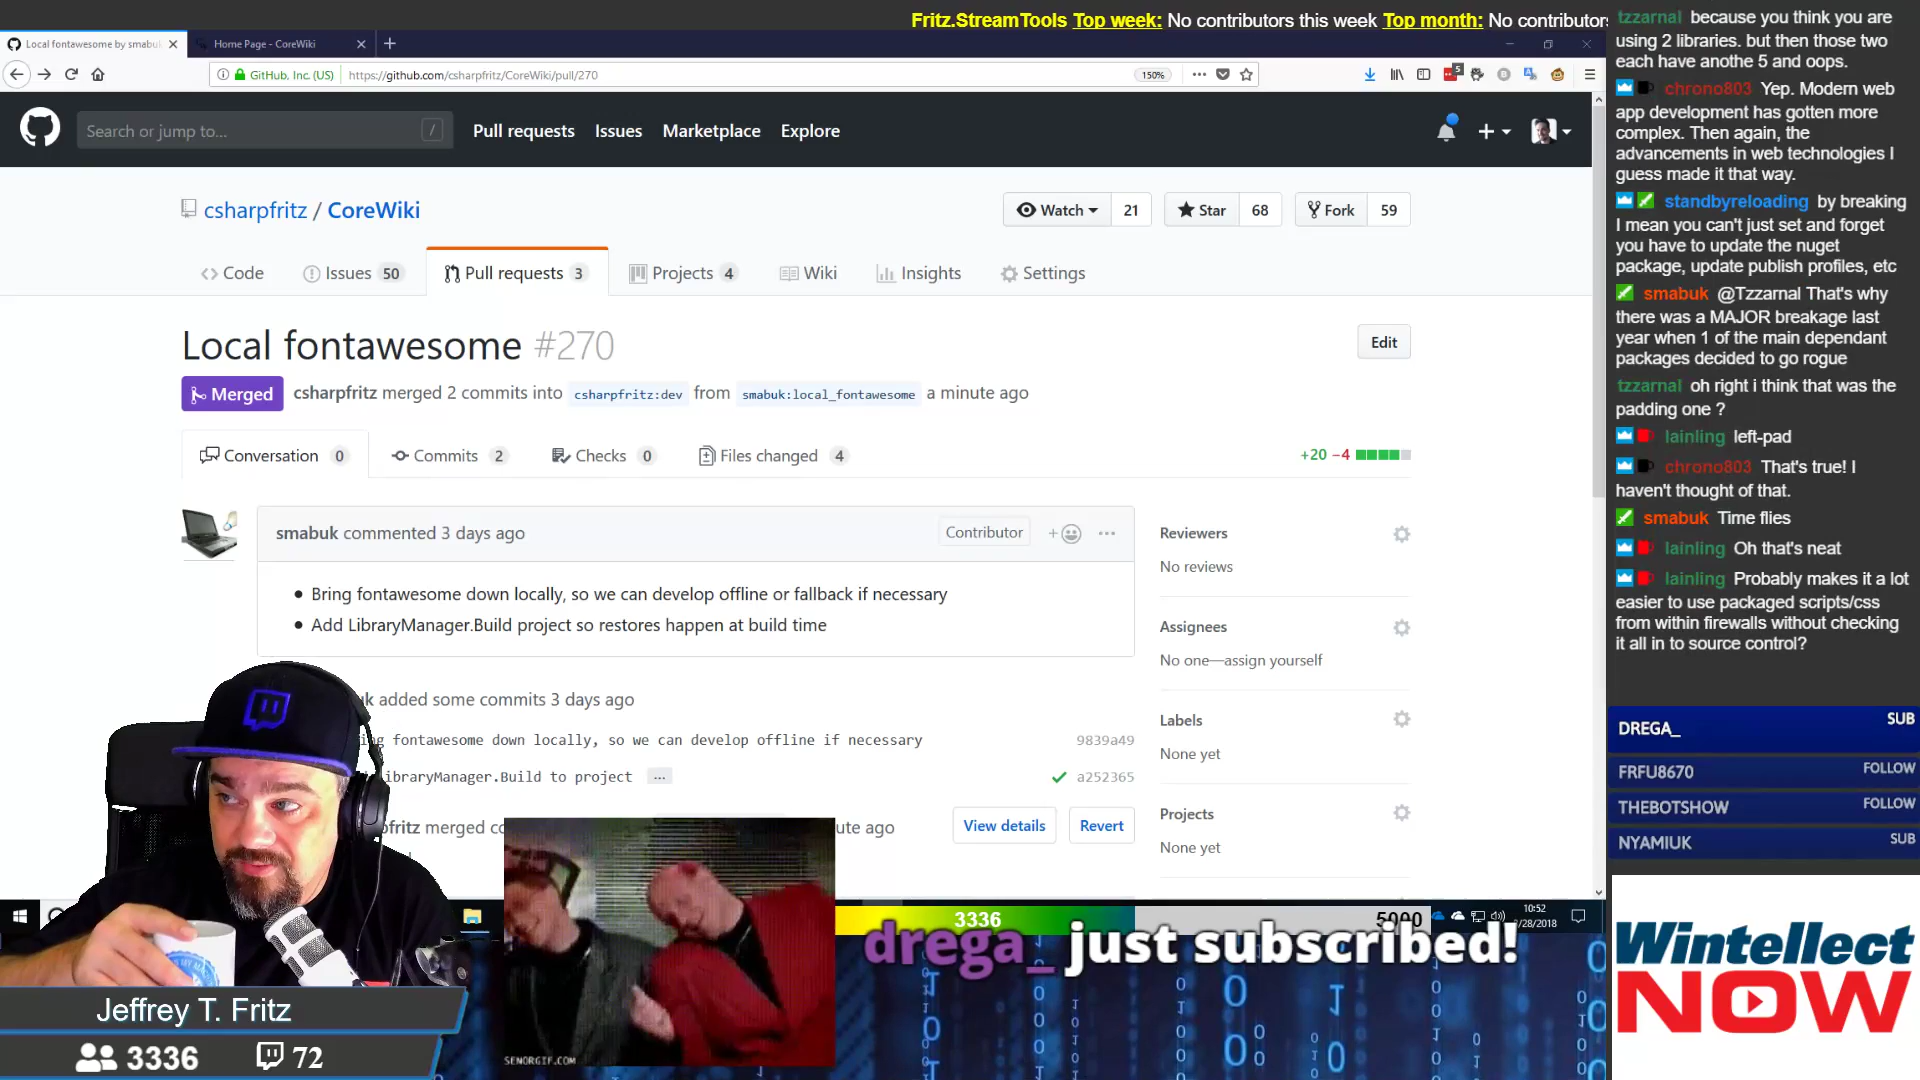 Fritz.StreamTools Top week: No contributors this week Top month: No contributors
Local fontawesome by smabuk
Home Page - CoreWiki
GitHub, Inc. (US)
https://github.com/csharpfritz/CoreWiki/pull/270
150%
5
Search or jump to...
/
Pull requests
Issues
Marketplace
Explore
csharpfritz / CoreWiki
Watch
21
Star
68
Fork
59
Code
Issues 50
Pull requests 3
Projects 4
Wiki
Insights
Settings
Local fontawesome #270
Edit
Merged
csharpfritz merged 2 commits into csharpfritz:dev from smabuk:local_fontawesome a minute ago
Conversation 0
Commits 2
Checks 0
Files changed 4
+20 −4
smabuk commented 3 days ago
Contributor
Bring fontawesome down locally, so we can develop offline or fallback if necessary
Add LibraryManager.Build project so restores happen at build time
added some commits 3 days ago
fontawesome down locally, so we can develop offline if necessary
9839a49
ibraryManager.Build to project
a252365
fritz merged
ute ago
View details
Revert
Reviewers
No reviews
Assignees
No one—assign yourself
Labels
None yet
Projects
None yet
10:52
/28/2018
3336
5000
drega_ just subscribed!
SENORGIF.COM
Jeffrey T. Fritz
3336
72
tzzarnal because you think you are
using 2 libraries. but then those two
each have anothe 5 and oops.
chrono803 Yep. Modern web
app development has gotten more
complex. Then again, the
advancements in web technologies I
guess made it that way.
standbyreloading by breaking
I mean you can't just set and forget
you have to update the nuget
package, update publish profiles, etc
smabuk @Tzzarnal That's why
there was a MAJOR breakage last
year when 1 of the main dependant
packages decided to go rogue
tzzarnal oh right i think that was the
padding one ?
lainling left-pad
chrono803 That's true! I
haven't thought of that.
smabuk Time flies
lainling Oh that's neat
lainling Probably makes it a lot
easier to use packaged scripts/css
from within firewalls without checking
it all in to source control?
DREGA_ SUB
FRFU8670 FOLLOW
THEBOTSHOW FOLLOW
NYAMIUK SUB
Wintellect
NOW